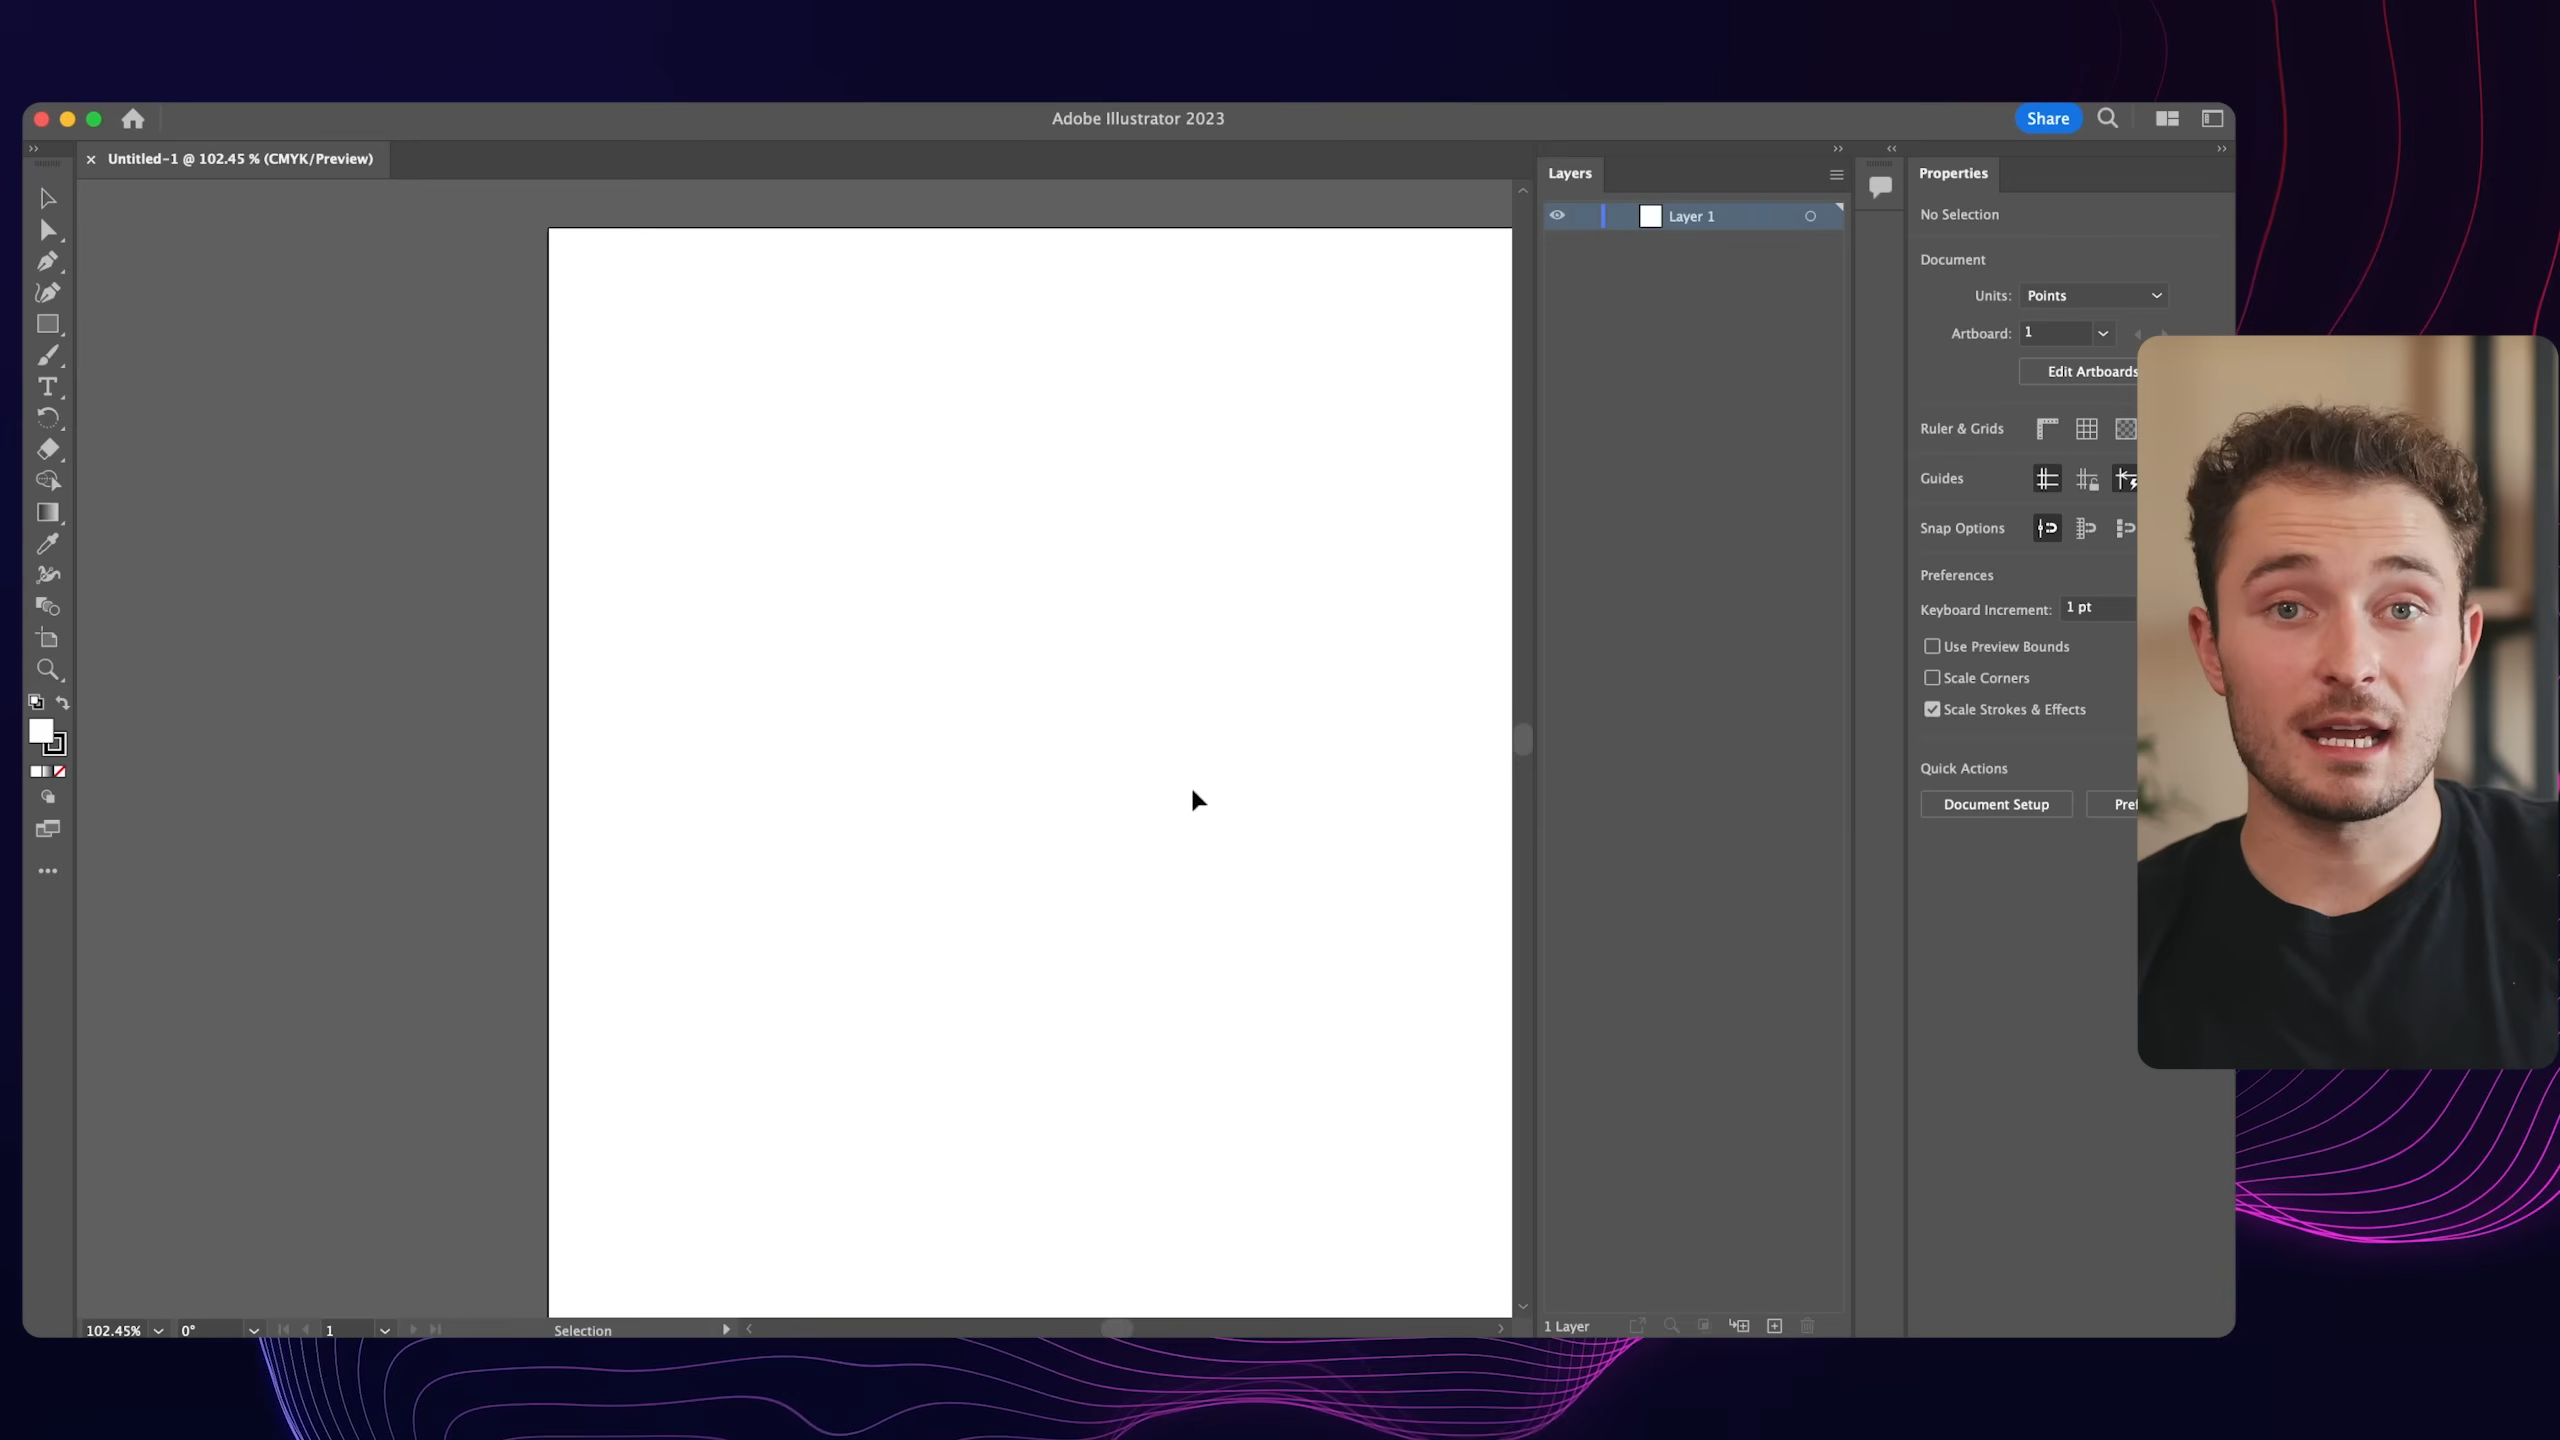 Adobe Illustrator 2023
Share
Untitled-1 @ 102.45 % (CMYK/Preview)
Layers
Layer 1
Properties
No Selection
Document
Units: Points
Artboard: 1
Edit Artboards
Ruler & Grids
Guides
Snap Options
Preferences
Keyboard Increment: 1 pt
Use Preview Bounds
Scale Corners
Scale Strokes & Effects
Quick Actions
Document Setup
Pref
102.45% 0° 1 Selection
1 Layer